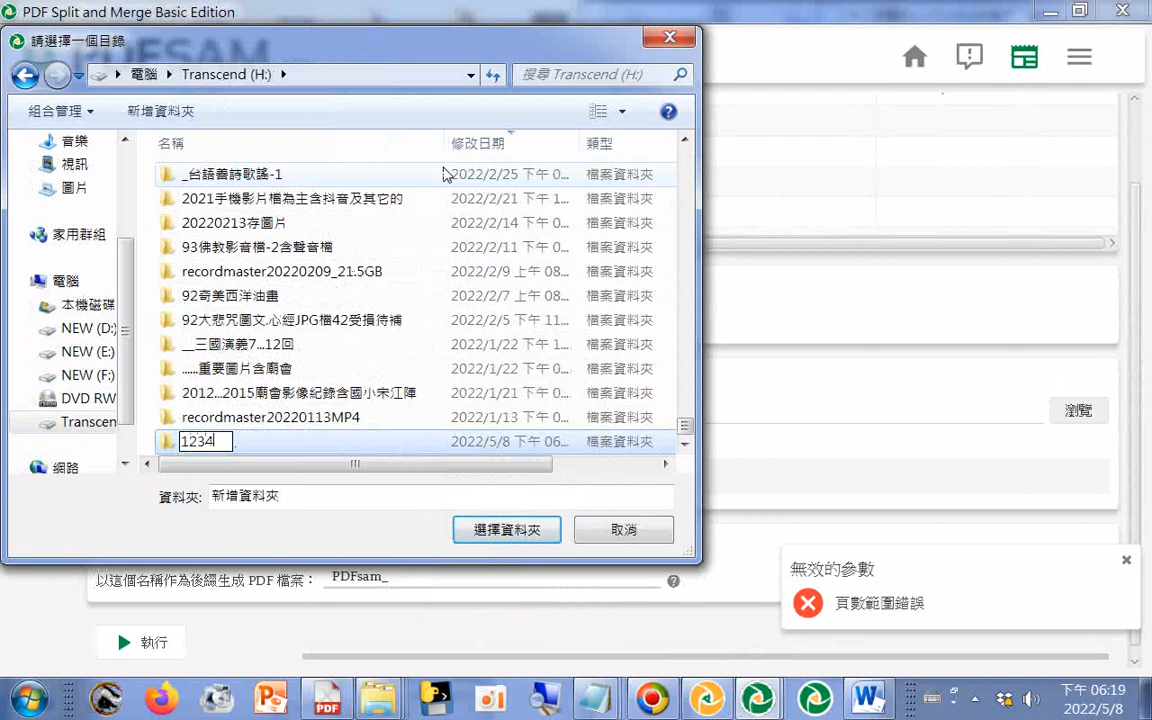 PDF Split and Merge Basic Edition
請選擇一個目錄
電腦
Transcend (H:)
搜尋 Transcend (H:)
組合管理
新增資料夾
名稱
修改日期
類型
音樂
視訊
圖片
家用群組
電腦
本機磁碟
NEW (D:)
NEW (E:)
NEW (F:)
DVD RW
Transcen
網路
_台語善詩歌謠-1 2022/2/25 下午 0... 檔案資料夾
2021手機影片檔為主含抖音及其它的 2022/2/21 下午 1... 檔案資料夾
20220213存圖片 2022/2/14 下午 0... 檔案資料夾
93佛教影音檔-2含聲音檔 2022/2/11 下午 0... 檔案資料夾
recordmaster20220209_21.5GB 2022/2/9 上午 08... 檔案資料夾
92奇美西洋油畫 2022/2/7 上午 08... 檔案資料夾
92大悲咒圖文.心經JPG檔42受損待補 2022/2/5 下午 11... 檔案資料夾
__三國演義7...12回 2022/1/22 下午 1... 檔案資料夾
......重要圖片含廟會 2022/1/22 下午 0... 檔案資料夾
2012...2015廟會影像紀錄含國小宋江陣 2022/1/21 下午 0... 檔案資料夾
recordmaster20220113MP4 2022/1/13 下午 0... 檔案資料夾
1234 2022/5/8 下午 06... 檔案資料夾
資料夾: 新增資料夾
選擇資料夾
取消
瀏覽
以這個名稱作為後綴生成 PDF 檔案： PDFsam_
無效的參數
頁數範圍錯誤
執行
下午 06:19
2022/5/8